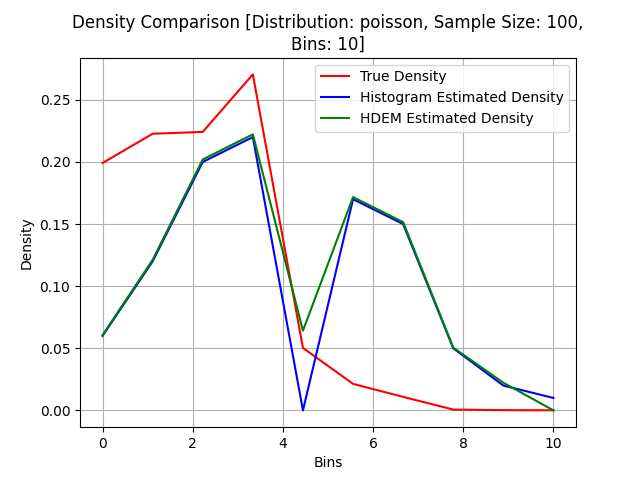 Density Comparison [Distribution: poisson, Sample Size: 100,
Bins: 10]
True Density
Histogram Estimated Density
HDEM Estimated Density
Density
0.25
0.20
0.15
0.10
0.05
0.00
0 2 4 6 8 10
Bins